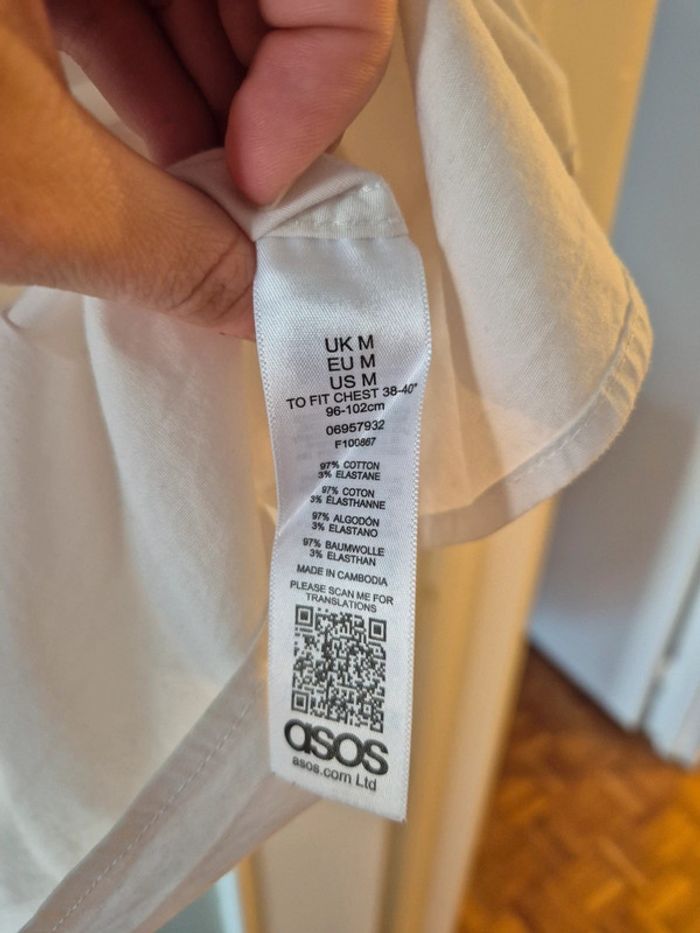 UK M
EU M
US M
TO FIT CHEST 38-40"
96-102cm
06957932
F100867
97% COTTON
3% ELASTANE
97% COTON
3% ÉLASTHANNE
97% ALGODÓN
3% ELASTANO
97% BAUMWOLLE
3% ELASTHAN
MADE IN CAMBODIA
PLEASE SCAN ME FOR
TRANSLATIONS
asos
asos.com Ltd